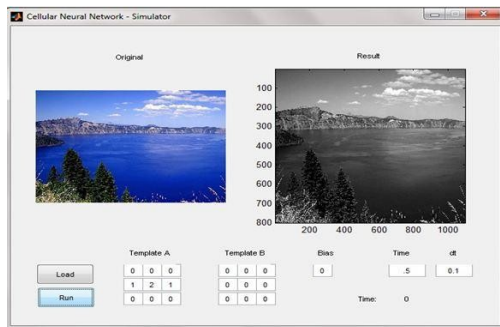 Cellular Neural Network - Simulator
Original
Result
100
200
300
400
500
600
700
800
200 400 600 800 1000
Template A
Template B
Bias
Time
dt
Load
Run
0 0 0
1 2 1
0 0 0
0 0 0
0 0 0
0 0 0
0
.5
0.1
Time: 0